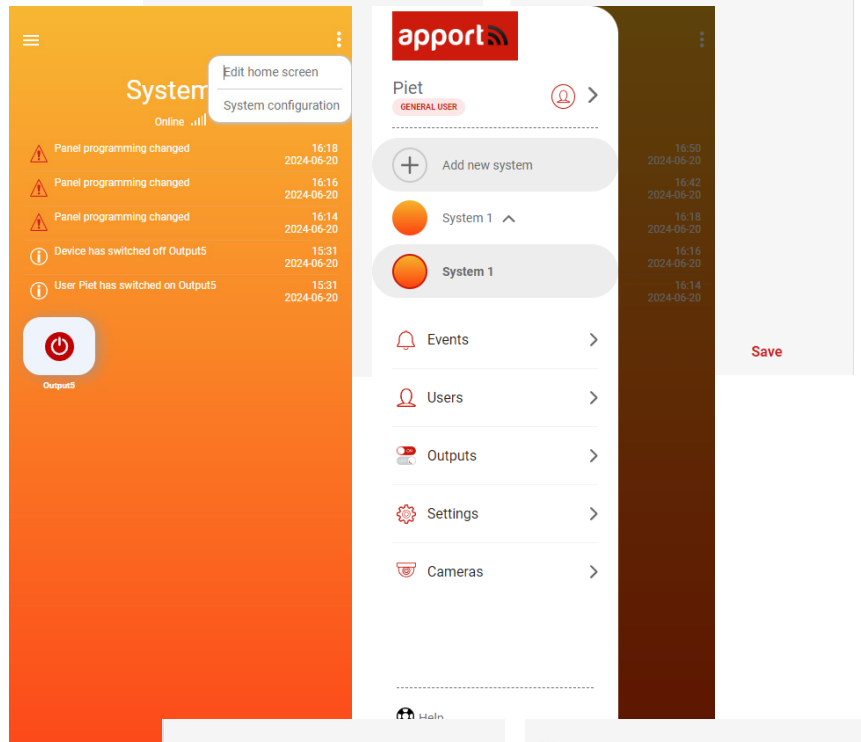 Edit home screen
System
System configuration
Online
Panel programming changed
16:18
2024-06-20
Panel programming changed
16:16
2024-06-20
Panel programming changed
16:14
2024-06-20
Device has switched off Output5
15:31
2024-06-20
User Piet has switched on Output5
15:31
2024-06-20
Output5
apport
Piet
GENERAL USER
Add new system
System 1
System 1
Events
Users
ON
Outputs
Settings
Cameras
Help
16:50
2024-06-20
16:42
2024-06-20
16:18
2024-06-20
16:16
2024-06-20
16:14
2024-06-20
Save